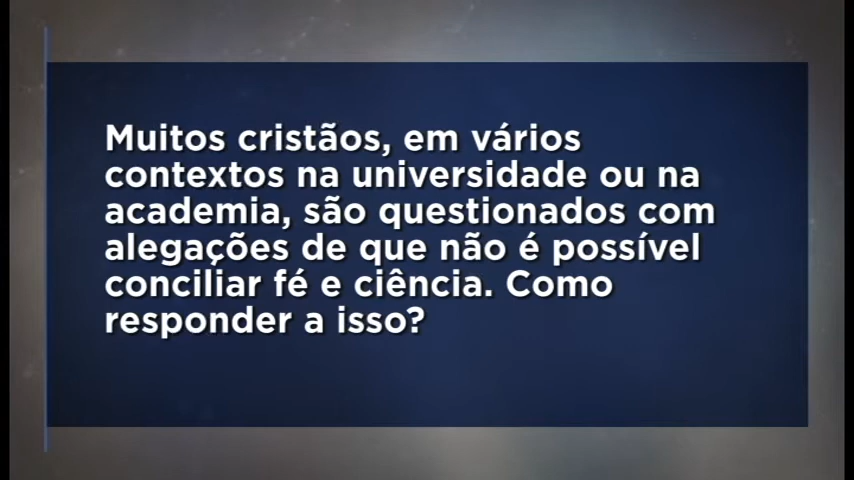 Muitos cristãos, em vários
contextos na universidade ou na
academia, são questionados com
alegações de que não é possível
conciliar fé e ciência. Como
responder a isso?